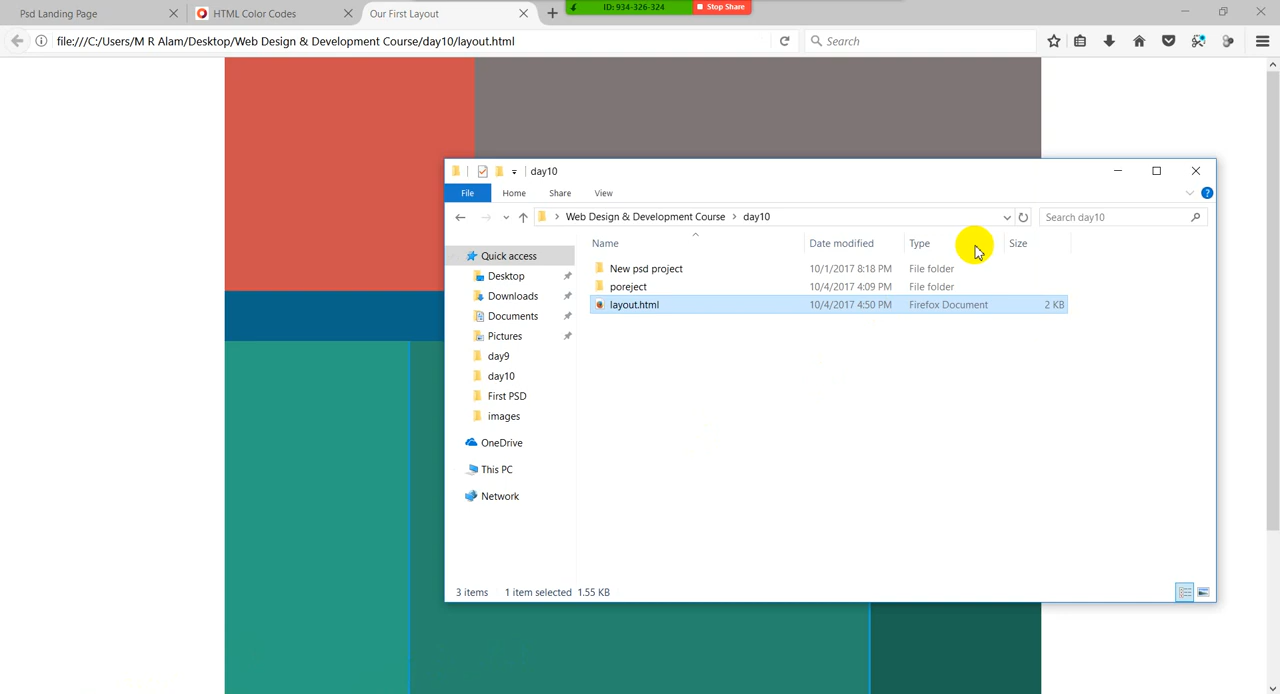 Psd Landing Page
HTML Color Codes
Our First Layout
ID: 934-326-324
Stop Share
file:///C:/Users/M R Alam/Desktop/Web Design & Development Course/day10/layout.html
Search
day10
File
Home
Share
View
Web Design & Development Course > day10
Search day10
Name
Date modified
Type
Size
Quick access
Desktop
Downloads
Documents
Pictures
day9
day10
First PSD
images
OneDrive
This PC
Network
New psd project 10/1/2017 8:18 PM File folder
poreject 10/4/2017 4:09 PM File folder
layout.html 10/4/2017 4:50 PM Firefox Document 2 KB
3 items 1 item selected 1.55 KB